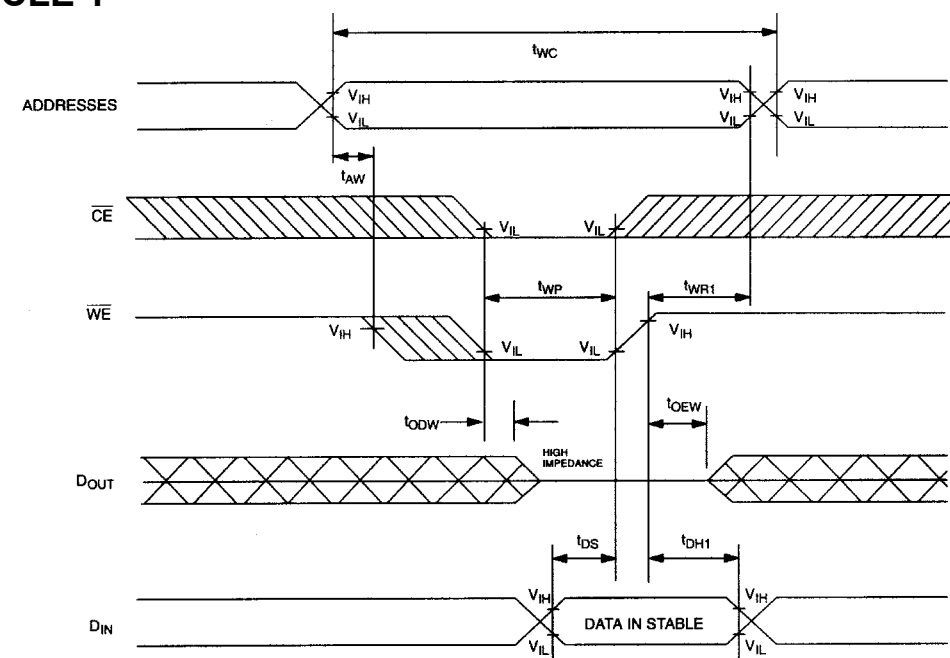 tWC
ADDRESSES
VIH
VIL
VIH
VIL
VIH
VIL
tAW
CE
VIL
VIL
tWP
tWR1
WE
VIH
VIL
VIL
VIH
tODW
tOEW
HIGH
IMPEDANCE
DOUT
tDS
tDH1
VIH
VIH
DIN
DATA IN STABLE
VIL
VIL